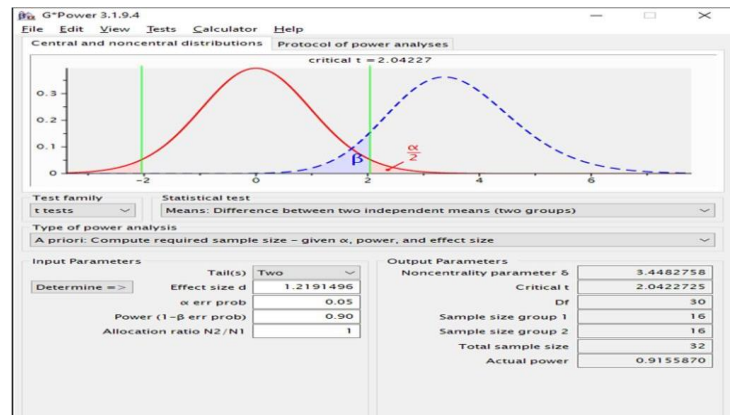 G*Power 3.1.9.4
File Edit View Tests Calculator Help
Central and noncentral distributions Protocol of power analyses
critical t = 2.04227
0.3
0.2
0.1
0
β
α
2
-2 0 2 4 6
Test family Statistical test
t tests Means: Difference between two independent means (two groups)
Type of power analysis
A priori: Compute required sample size – given α, power, and effect size
Input Parameters Output Parameters
Tail(s) Two Noncentrality parameter δ 3.4482758
Determine => Effect size d 1.2191496 Critical t 2.0422725
α err prob 0.05 Df 30
Power (1-β err prob) 0.90 Sample size group 1 16
Allocation ratio N2/N1 1 Sample size group 2 16
Total sample size 32
Actual power 0.9155870